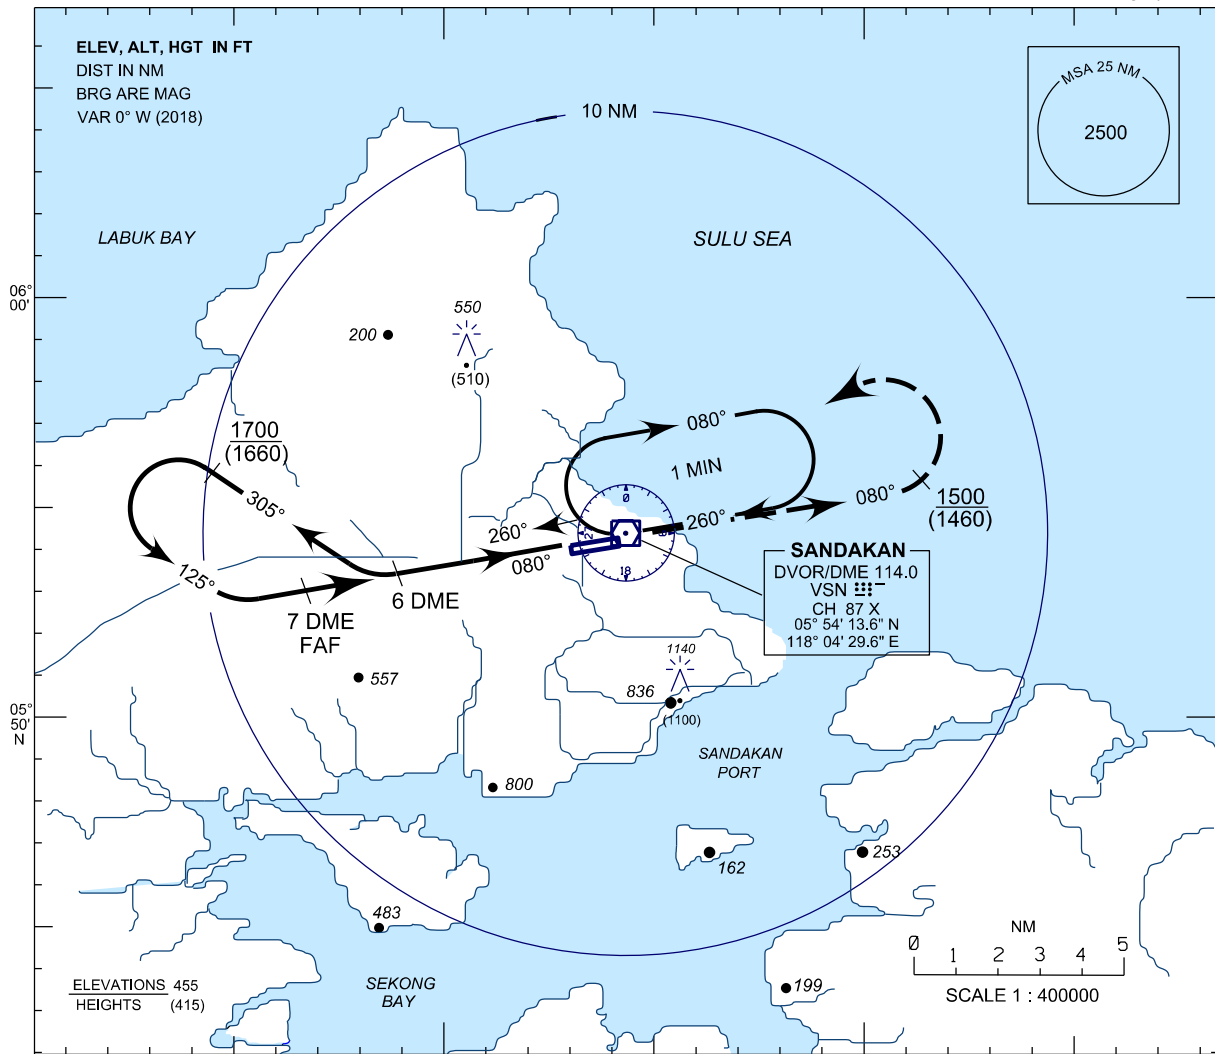 ELEV, ALT, HGT IN FT
DIST IN NM
BRG ARE MAG
VAR 0° W (2018)
10 NM
MSA 25 NM
2500
LABUK BAY
SULU SEA
06°
00'
550
200
(510)
1700
(1660)
080°
1 MIN
305°
260°
260°
080°
1500
(1460)
0
18
080°
125°
6 DME
7 DME
FAF
SANDAKAN
DVOR/DME 114.0
VSN
CH 87 X
05° 54' 13.6" N
118° 04' 29.6" E
557
1140
836
(1100)
05°
50'
N
SANDAKAN
PORT
800
162
253
483
NM
0 1 2 3 4 5
SCALE 1 : 400000
ELEVATIONS 455
HEIGHTS (415)
SEKONG
BAY
199